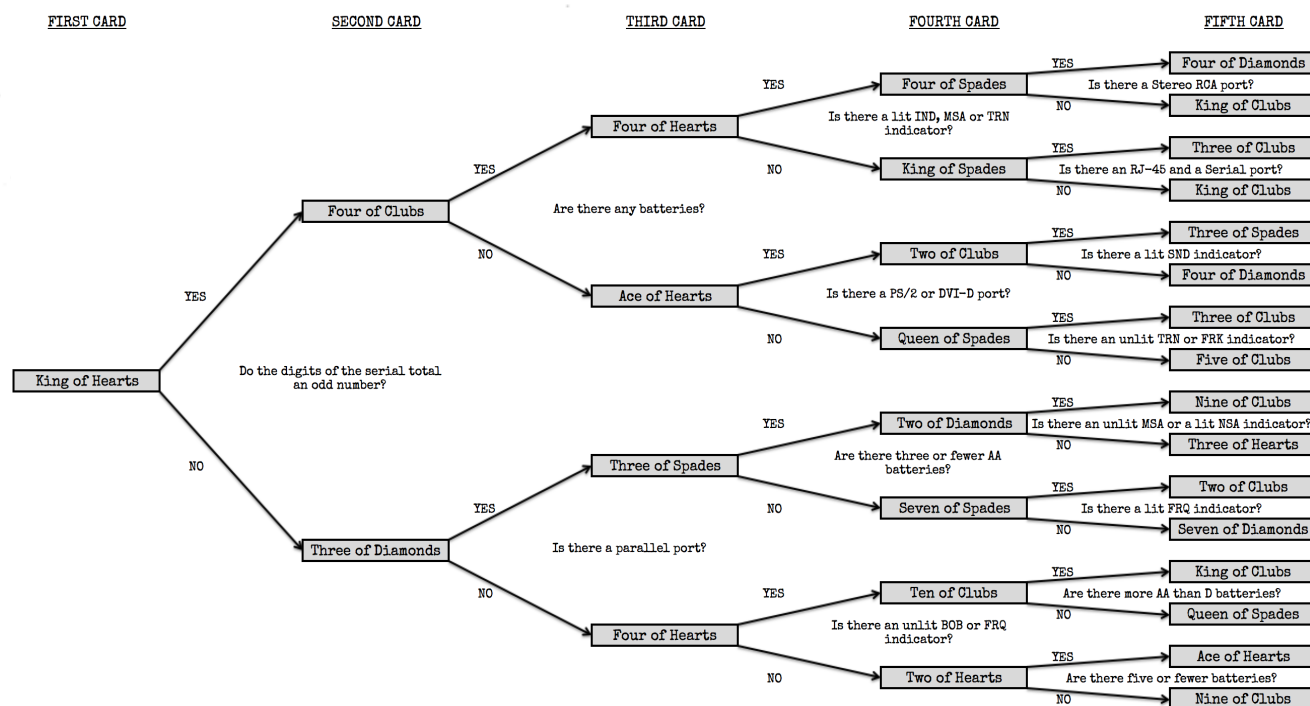 FIRST CARD
SECOND CARD
THIRD CARD
FOURTH CARD
FIFTH CARD
King of Hearts
YES
Do the digits of the serial total
an odd number?
NO
Four of Clubs
YES
Are there any batteries?
NO
Three of Diamonds
YES
Is there a parallel port?
NO
Four of Hearts
YES
Is there a lit IND, MSA or TRN
indicator?
NO
Ace of Hearts
YES
Is there a PS/2 or DVI-D port?
NO
Three of Spades
YES
Are there three or fewer AA
batteries?
NO
Four of Hearts
YES
Is there an unlit BOB or FRQ
indicator?
NO
Four of Spades
YES
Is there a Stereo RCA port?
NO
King of Spades
YES
Is there an RJ-45 and a Serial port?
NO
Two of Clubs
YES
Is there a lit SND indicator?
NO
Queen of Spades
YES
Is there an unlit TRN or FRK indicator?
NO
Two of Diamonds
YES
Is there an unlit MSA or a lit NSA indicator?
NO
Seven of Spades
YES
Is there a lit FRQ indicator?
NO
Ten of Clubs
YES
Are there more AA than D batteries?
NO
Two of Hearts
YES
Are there five or fewer batteries?
NO
Four of Diamonds
King of Clubs
Three of Clubs
King of Clubs
Three of Spades
Four of Diamonds
Three of Clubs
Five of Clubs
Nine of Clubs
Three of Hearts
Two of Clubs
Seven of Diamonds
King of Clubs
Queen of Spades
Ace of Hearts
Nine of Clubs